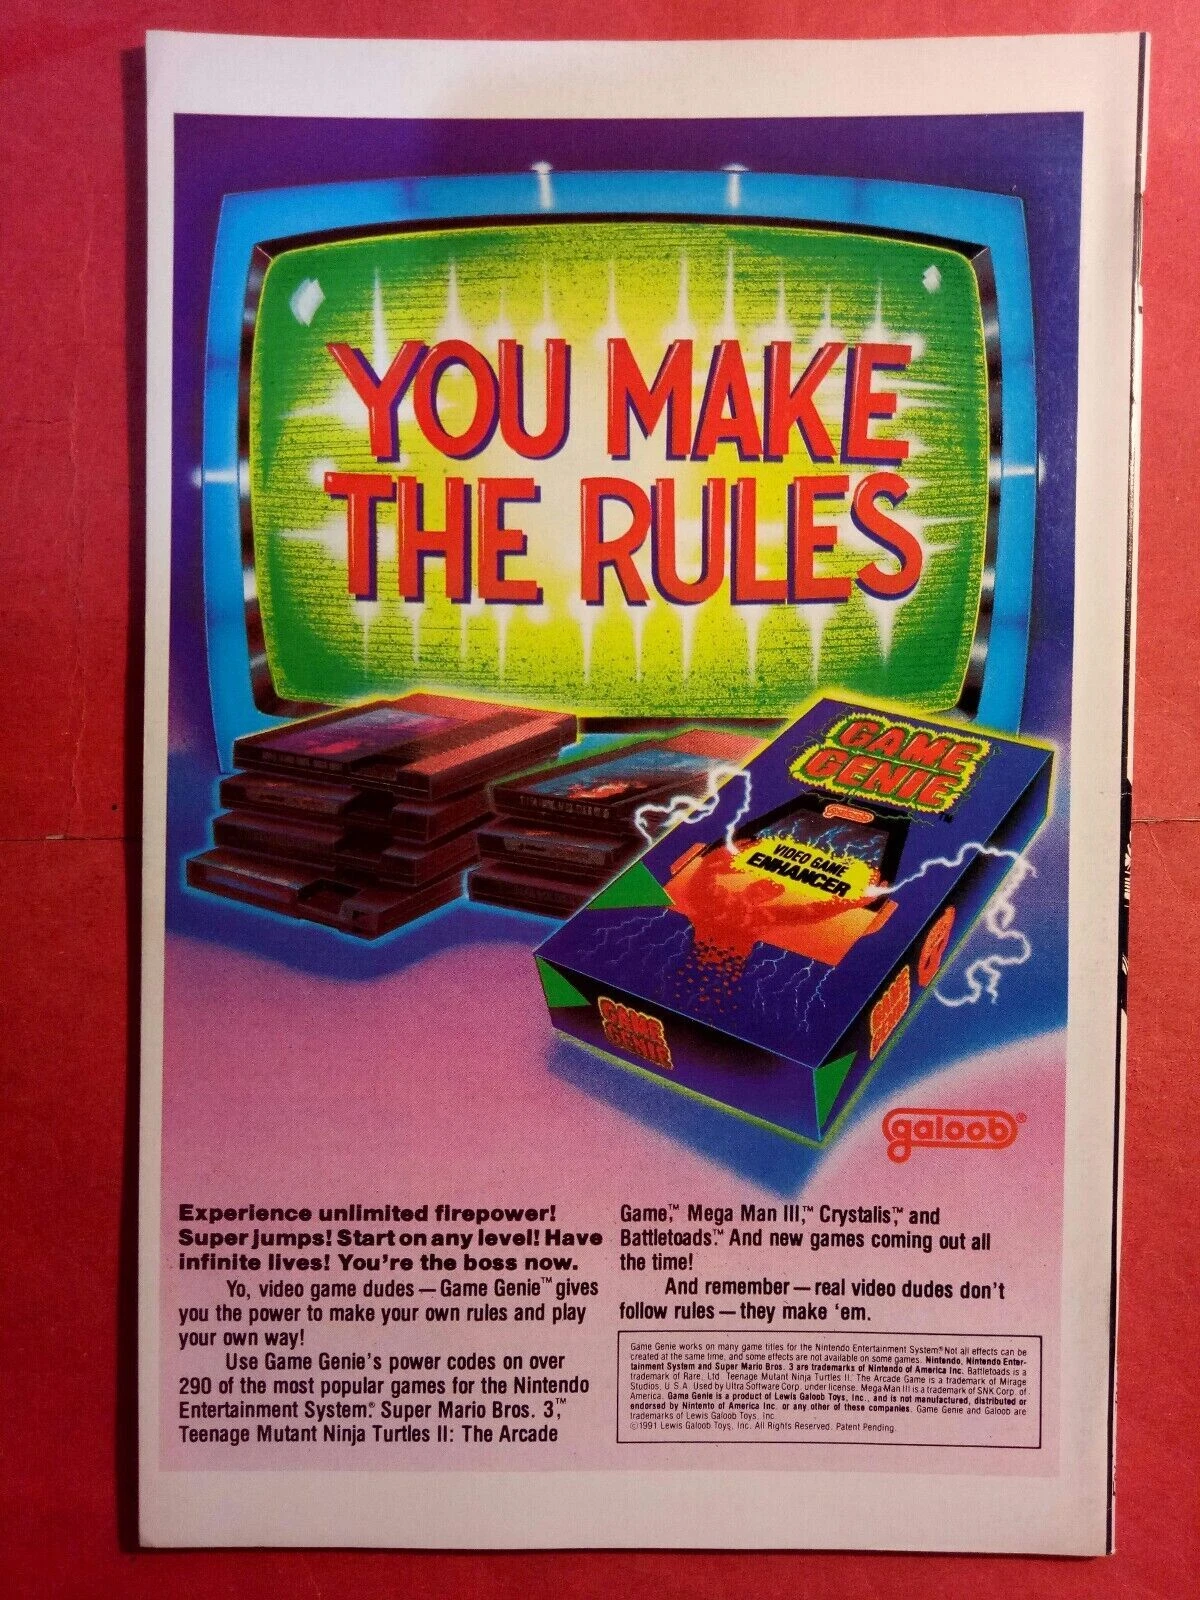 YOU MAKE
THE RULES
GAME
GENIE
galoob
VIDEO GAME
ENHANCER
GAME
GENIE
GAME
GENIE
galoob®
Experience unlimited firepower!
Super jumps! Start on any level! Have
infinite lives! You're the boss now.
Yo, video game dudes — Game Genie™ gives
you the power to make your own rules and play
your own way!
Use Game Genie's power codes on over
290 of the most popular games for the Nintendo
Entertainment System.® Super Mario Bros. 3,™
Teenage Mutant Ninja Turtles II: The Arcade
Game,™ Mega Man III,™ Crystalis,™ and
Battletoads.™ And new games coming out all
the time!
And remember — real video dudes don't
follow rules — they make 'em.
Game Genie works on many game titles for the Nintendo Entertainment System.® Not all effects can be
created at the same time, and some effects are not available on some games. Nintendo, Nintendo Enter-
tainment System and Super Mario Bros. 3 are trademarks of Nintendo of America Inc. Battletoads is a
trademark of Rare, Ltd. Teenage Mutant Ninja Turtles II: The Arcade Game is a trademark of Mirage
Studios, U.S.A. Used by Ultra Software Corp. under license. Mega Man III is a trademark of SNK Corp. of
America. Game Genie is a product of Lewis Galoob Toys, Inc., and is not manufactured, distributed or
endorsed by Nintento of America Inc. or any other of these companies. Game Genie and Galoob are
trademarks of Lewis Galoob Toys, Inc.
©1991 Lewis Galoob Toys, Inc. All Rights Reserved. Patent Pending.